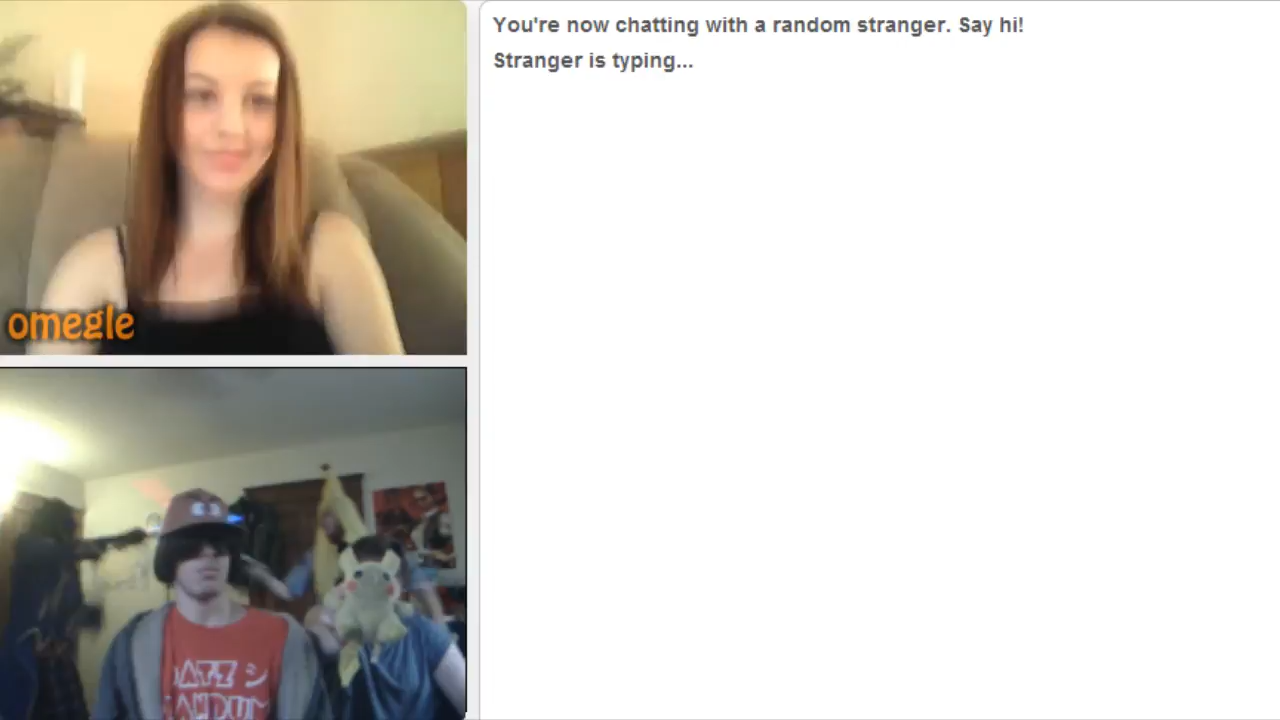 You're now chatting with a random stranger. Say hi!
Stranger is typing...
omegle